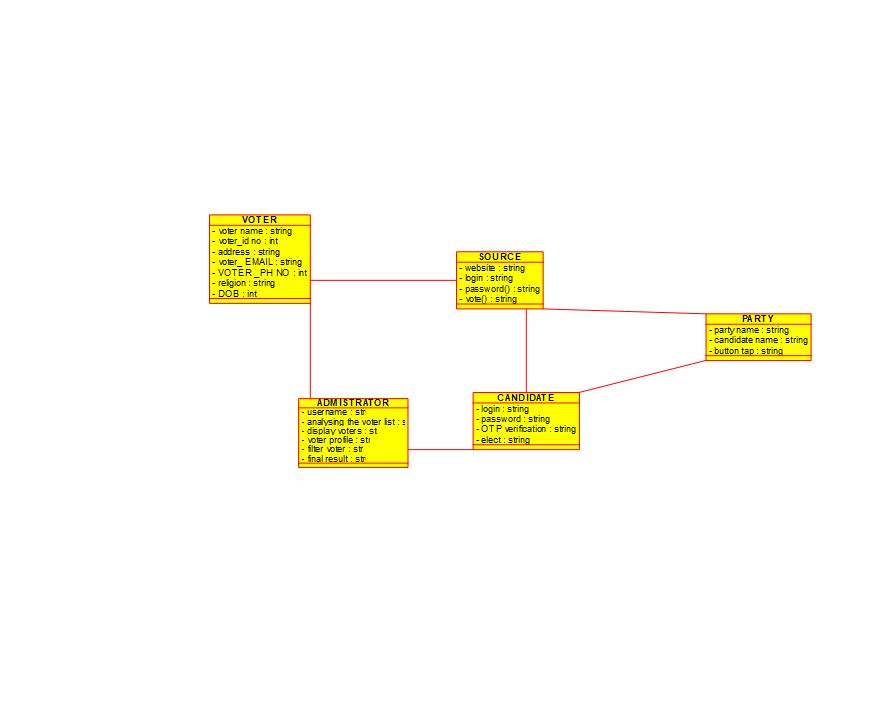 VOTER
- voter name : string
- voter_id no : int
- address : string
- voter_ EMAIL : string
- VOTER _PH NO : int
- religion : string
- DOB : int
SOURCE
- website : string
- login : string
- password() : string
- vote() : string
PARTY
- party name : string
- candidate name : string
- button tap : string
ADMISTRATOR
- username : str
- analysing the voter list : s
- display voters : st
- voter profile : str
- filter voter : str
- final result : str
CANDIDATE
- login : string
- password : string
- OTP verification : string
- elect : string